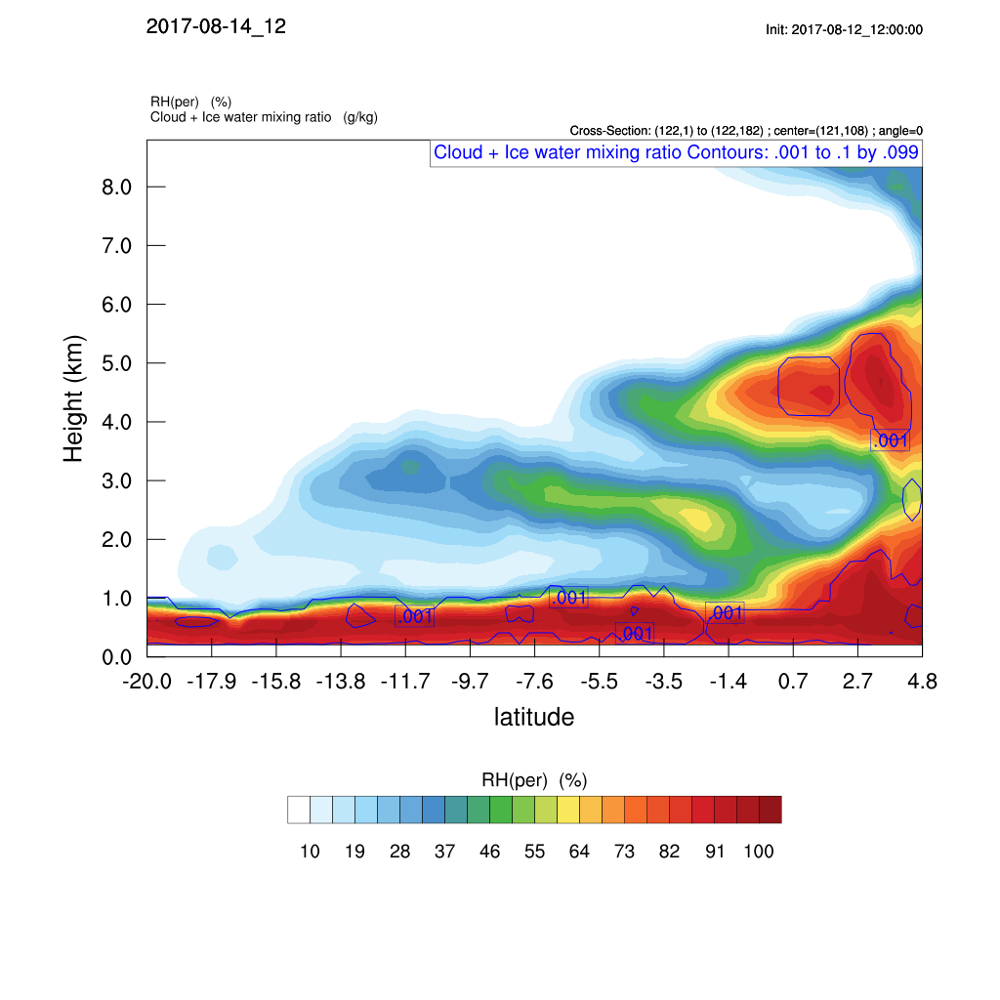 2017-08-14_12
Init: 2017-08-12_12:00:00
RH(per) (%)
Cloud + Ice water mixing ratio (g/kg)
Cross-Section: (122,1) to (122,182) ; center=(121,108) ; angle=0
Cloud + Ice water mixing ratio Contours: .001 to .1 by .099
8.0
7.0
6.0
5.0
4.0
3.0
2.0
1.0
0.0
Height (km)
.001
.001
.001
.001
.001
-20.0 -17.9 -15.8 -13.8 -11.7 -9.7 -7.6 -5.5 -3.5 -1.4 0.7 2.7 4.8
latitude
RH(per) (%)
10 19 28 37 46 55 64 73 82 91 100